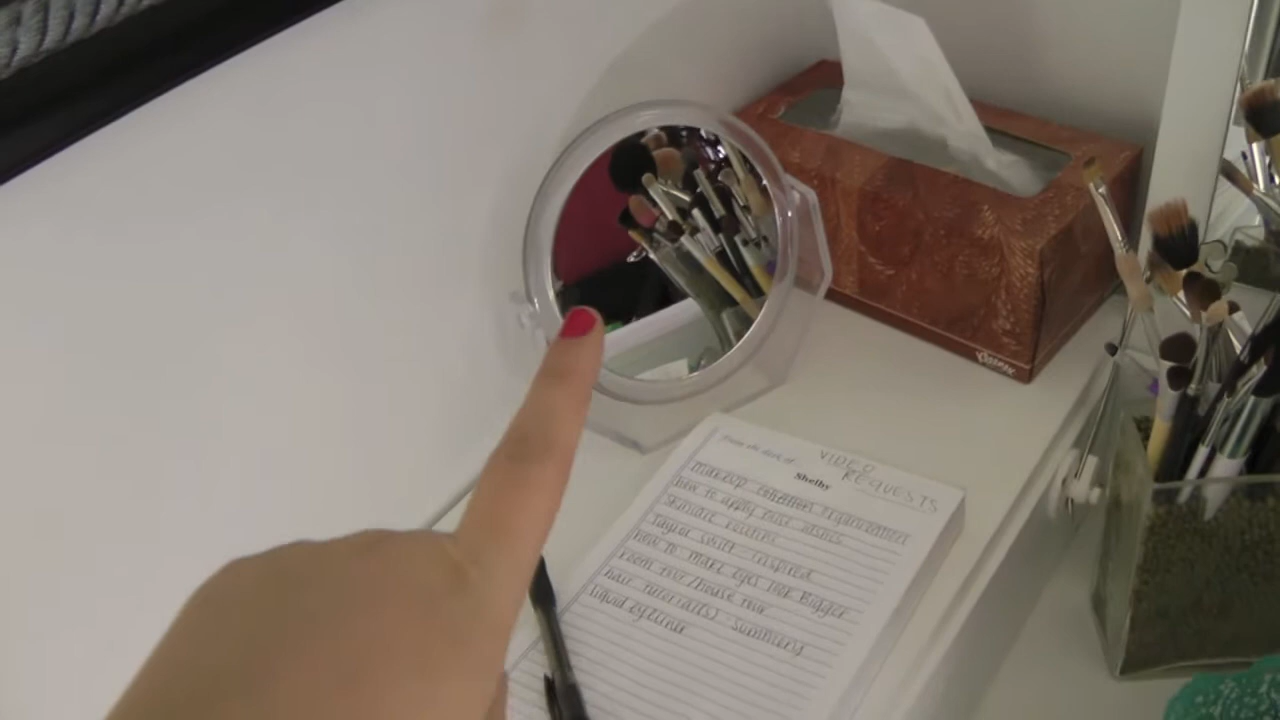 Kleenex
From the desk of
VIDEO
Shelby
REQUESTS
makeup collection & organization
how to apply false lashes
skincare routine
Taylor swift inspired
how to make eyes look bigger
room tour/house tour
hair tutorial(s) summery
liquid eyeliner